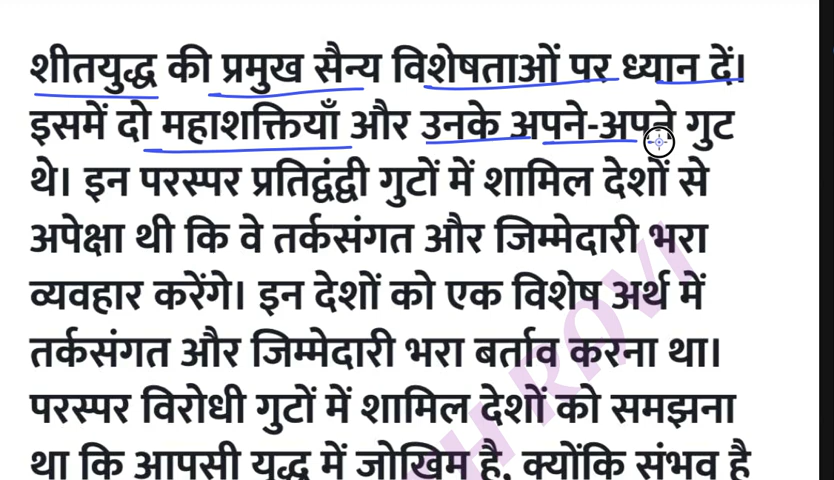 शीतयुद्ध की प्रमुख सैन्य विशेषताओं पर ध्यान दें।
इसमें दो महाशक्तियाँ और उनके अपने-अपने गुट
थे। इन परस्पर प्रतिद्वंद्वी गुटों में शामिल देशों से
अपेक्षा थी कि वे तर्कसंगत और जिम्मेदारी भरा
व्यवहार करेंगे। इन देशों को एक विशेष अर्थ में
तर्कसंगत और जिम्मेदारी भरा बर्ताव करना था।
परस्पर विरोधी गुटों में शामिल देशों को समझना
था कि आपसी युद्ध में जोखिम है, क्योंकि संभव है